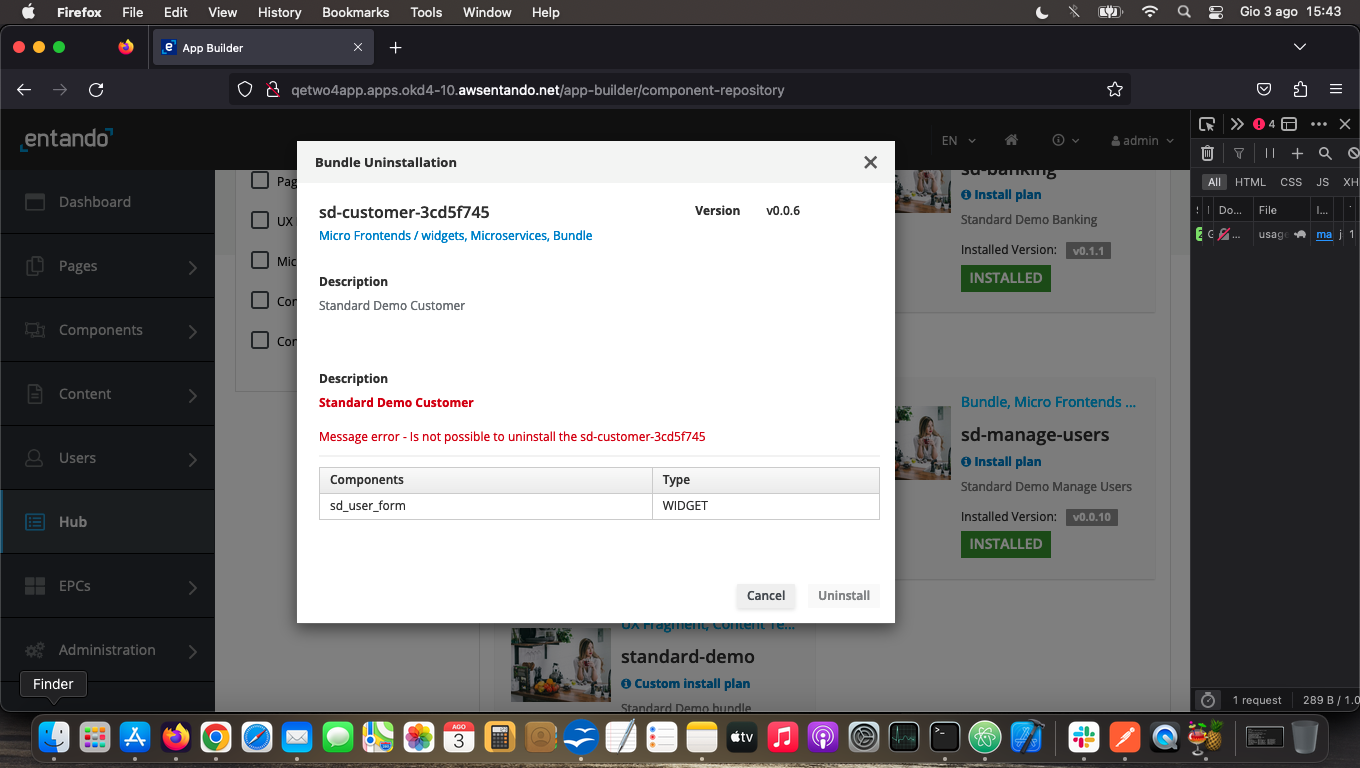 Firefox File Edit View History Bookmarks Tools Window Help Gio 3 ago 15:43
App Builder
qetwo4app.apps.okd4-10.awsentando.net/app-builder/component-repository
entando
EN
admin
4
All HTML CSS JS XH
Do... File I...
usage ma j 1
Dashboard
Pages
Components
Content
Users
Hub
EPCs
Administration
Finder
Pag
UX
Mic
Con
Con
Bundle Uninstallation
sd-customer-3cd5f745
Version v0.0.6
Micro Frontends / widgets, Microservices, Bundle
Description
Standard Demo Customer
Description
Standard Demo Customer
Message error - Is not possible to uninstall the sd-customer-3cd5f745
Components Type
sd_user_form WIDGET
Cancel Uninstall
sd-banking
Install plan
Standard Demo Banking
Installed Version: v0.1.1
INSTALLED
Bundle, Micro Frontends ...
sd-manage-users
Install plan
Standard Demo Manage Users
Installed Version: v0.0.10
INSTALLED
UX Fragment, Content Te...
standard-demo
Custom install plan
Standard Demo bundle
1 request 289 B / 1.0
AGO
3
tv